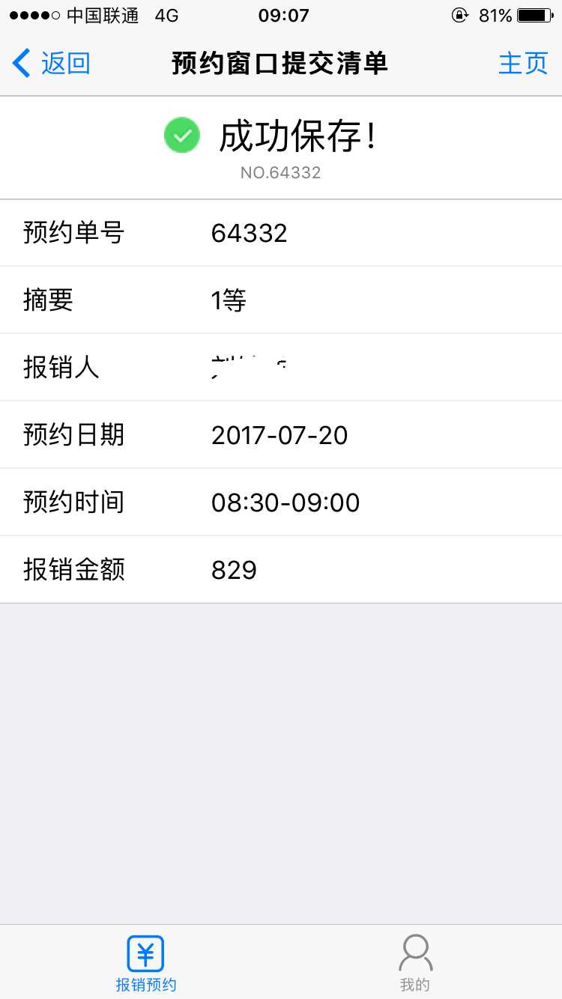 中国联通 4G 09:07 81%
返回 预约窗口提交清单 主页
成功保存！
NO.64332
预约单号 64332
摘要 1等
报销人
预约日期 2017-07-20
预约时间 08:30-09:00
报销金额 829
报销预约 我的